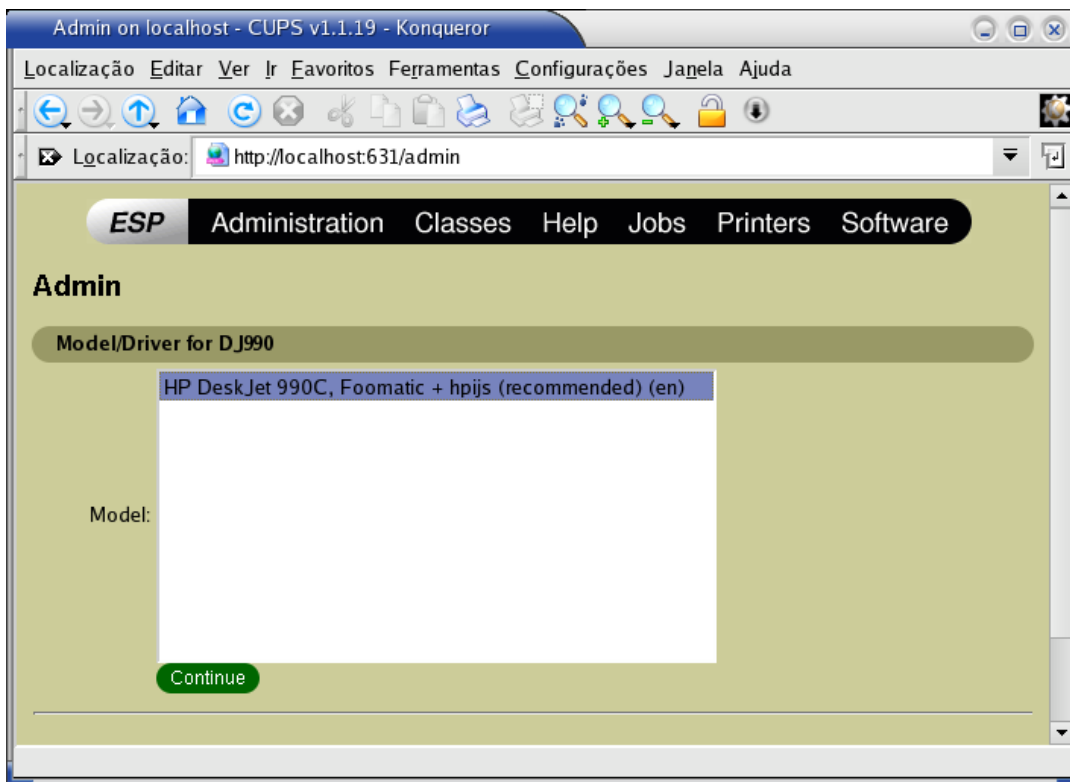 Admin on localhost - CUPS v1.1.19 - Konqueror
Localização Editar Ver Ir Favoritos Ferramentas Configurações Janela Ajuda
Localização: http://localhost:631/admin
ESP Administration Classes Help Jobs Printers Software
Admin
Model/Driver for DJ990
HP DeskJet 990C, Foomatic + hpijs (recommended) (en)
Model:
Continue